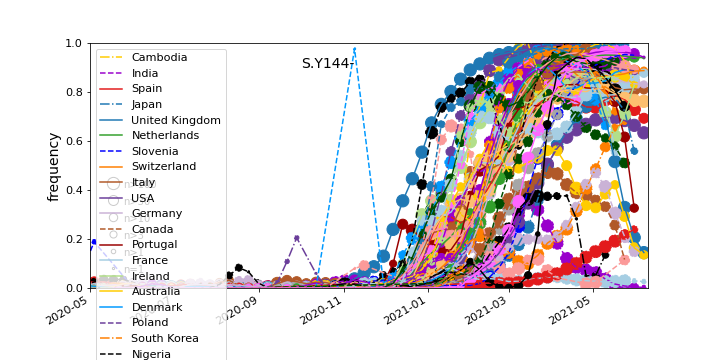 S.Y144-
frequency
1.0
0.8
0.6
0.4
0.2
0.0
2020-05
2020-09
2020-11
2021-01
2021-03
2021-05
Cambodia
India
Spain
Japan
United Kingdom
Netherlands
Slovenia
Switzerland
Italy
USA
Germany
Canada
Portugal
France
Ireland
Australia
Denmark
Poland
South Korea
Nigeria